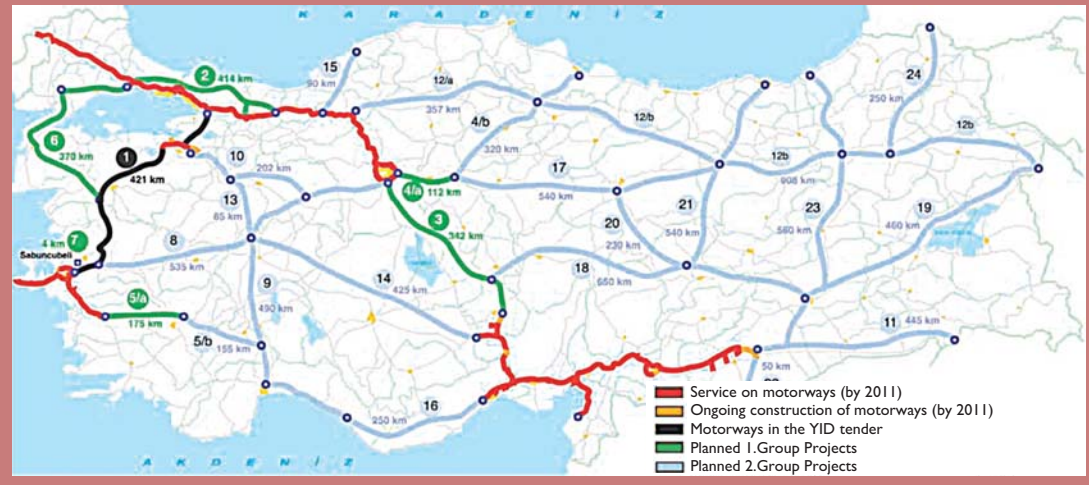 K A R A D E N İ Z
2 414 km
15
90 km
12/a
357 km
24
250 km
4/b
320 km
12/b
12b
6
370 km
1
421 km
10
202 km
17
540 km
12b
908 km
4/a 112 km
13
65 km
3
342 km
20
230 km
21
540 km
23
560 km
19
460 km
7
4 km
Sabuncubeli
8
535 km
9
490 km
14
425 km
18
650 km
5/a
175 km
5/b
155 km
11 445 km
50 km
16
250 km
A K D E N İ Z
Service on motorways (by 2011)
Ongoing construction of motorways (by 2011)
Motorways in the YID tender
Planned 1.Group Projects
Planned 2.Group Projects